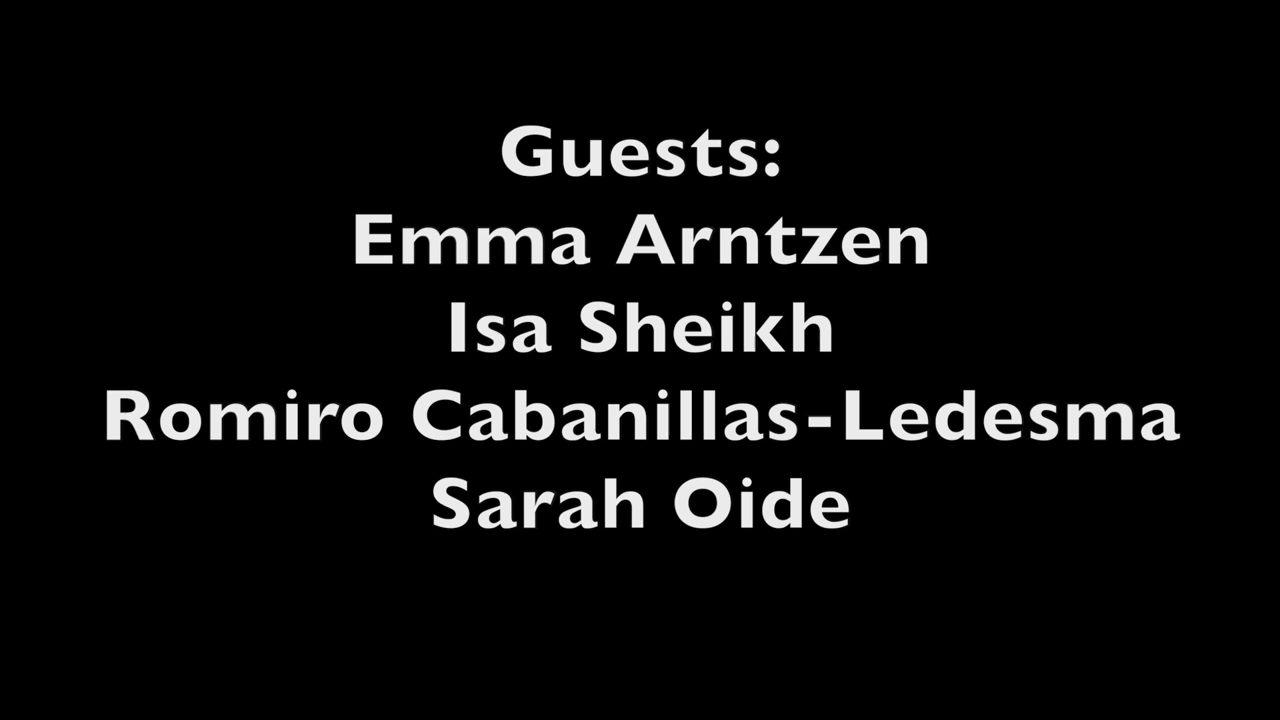 Guests:
Emma Arntzen
Isa Sheikh
Romiro Cabanillas-Ledesma
Sarah Oide